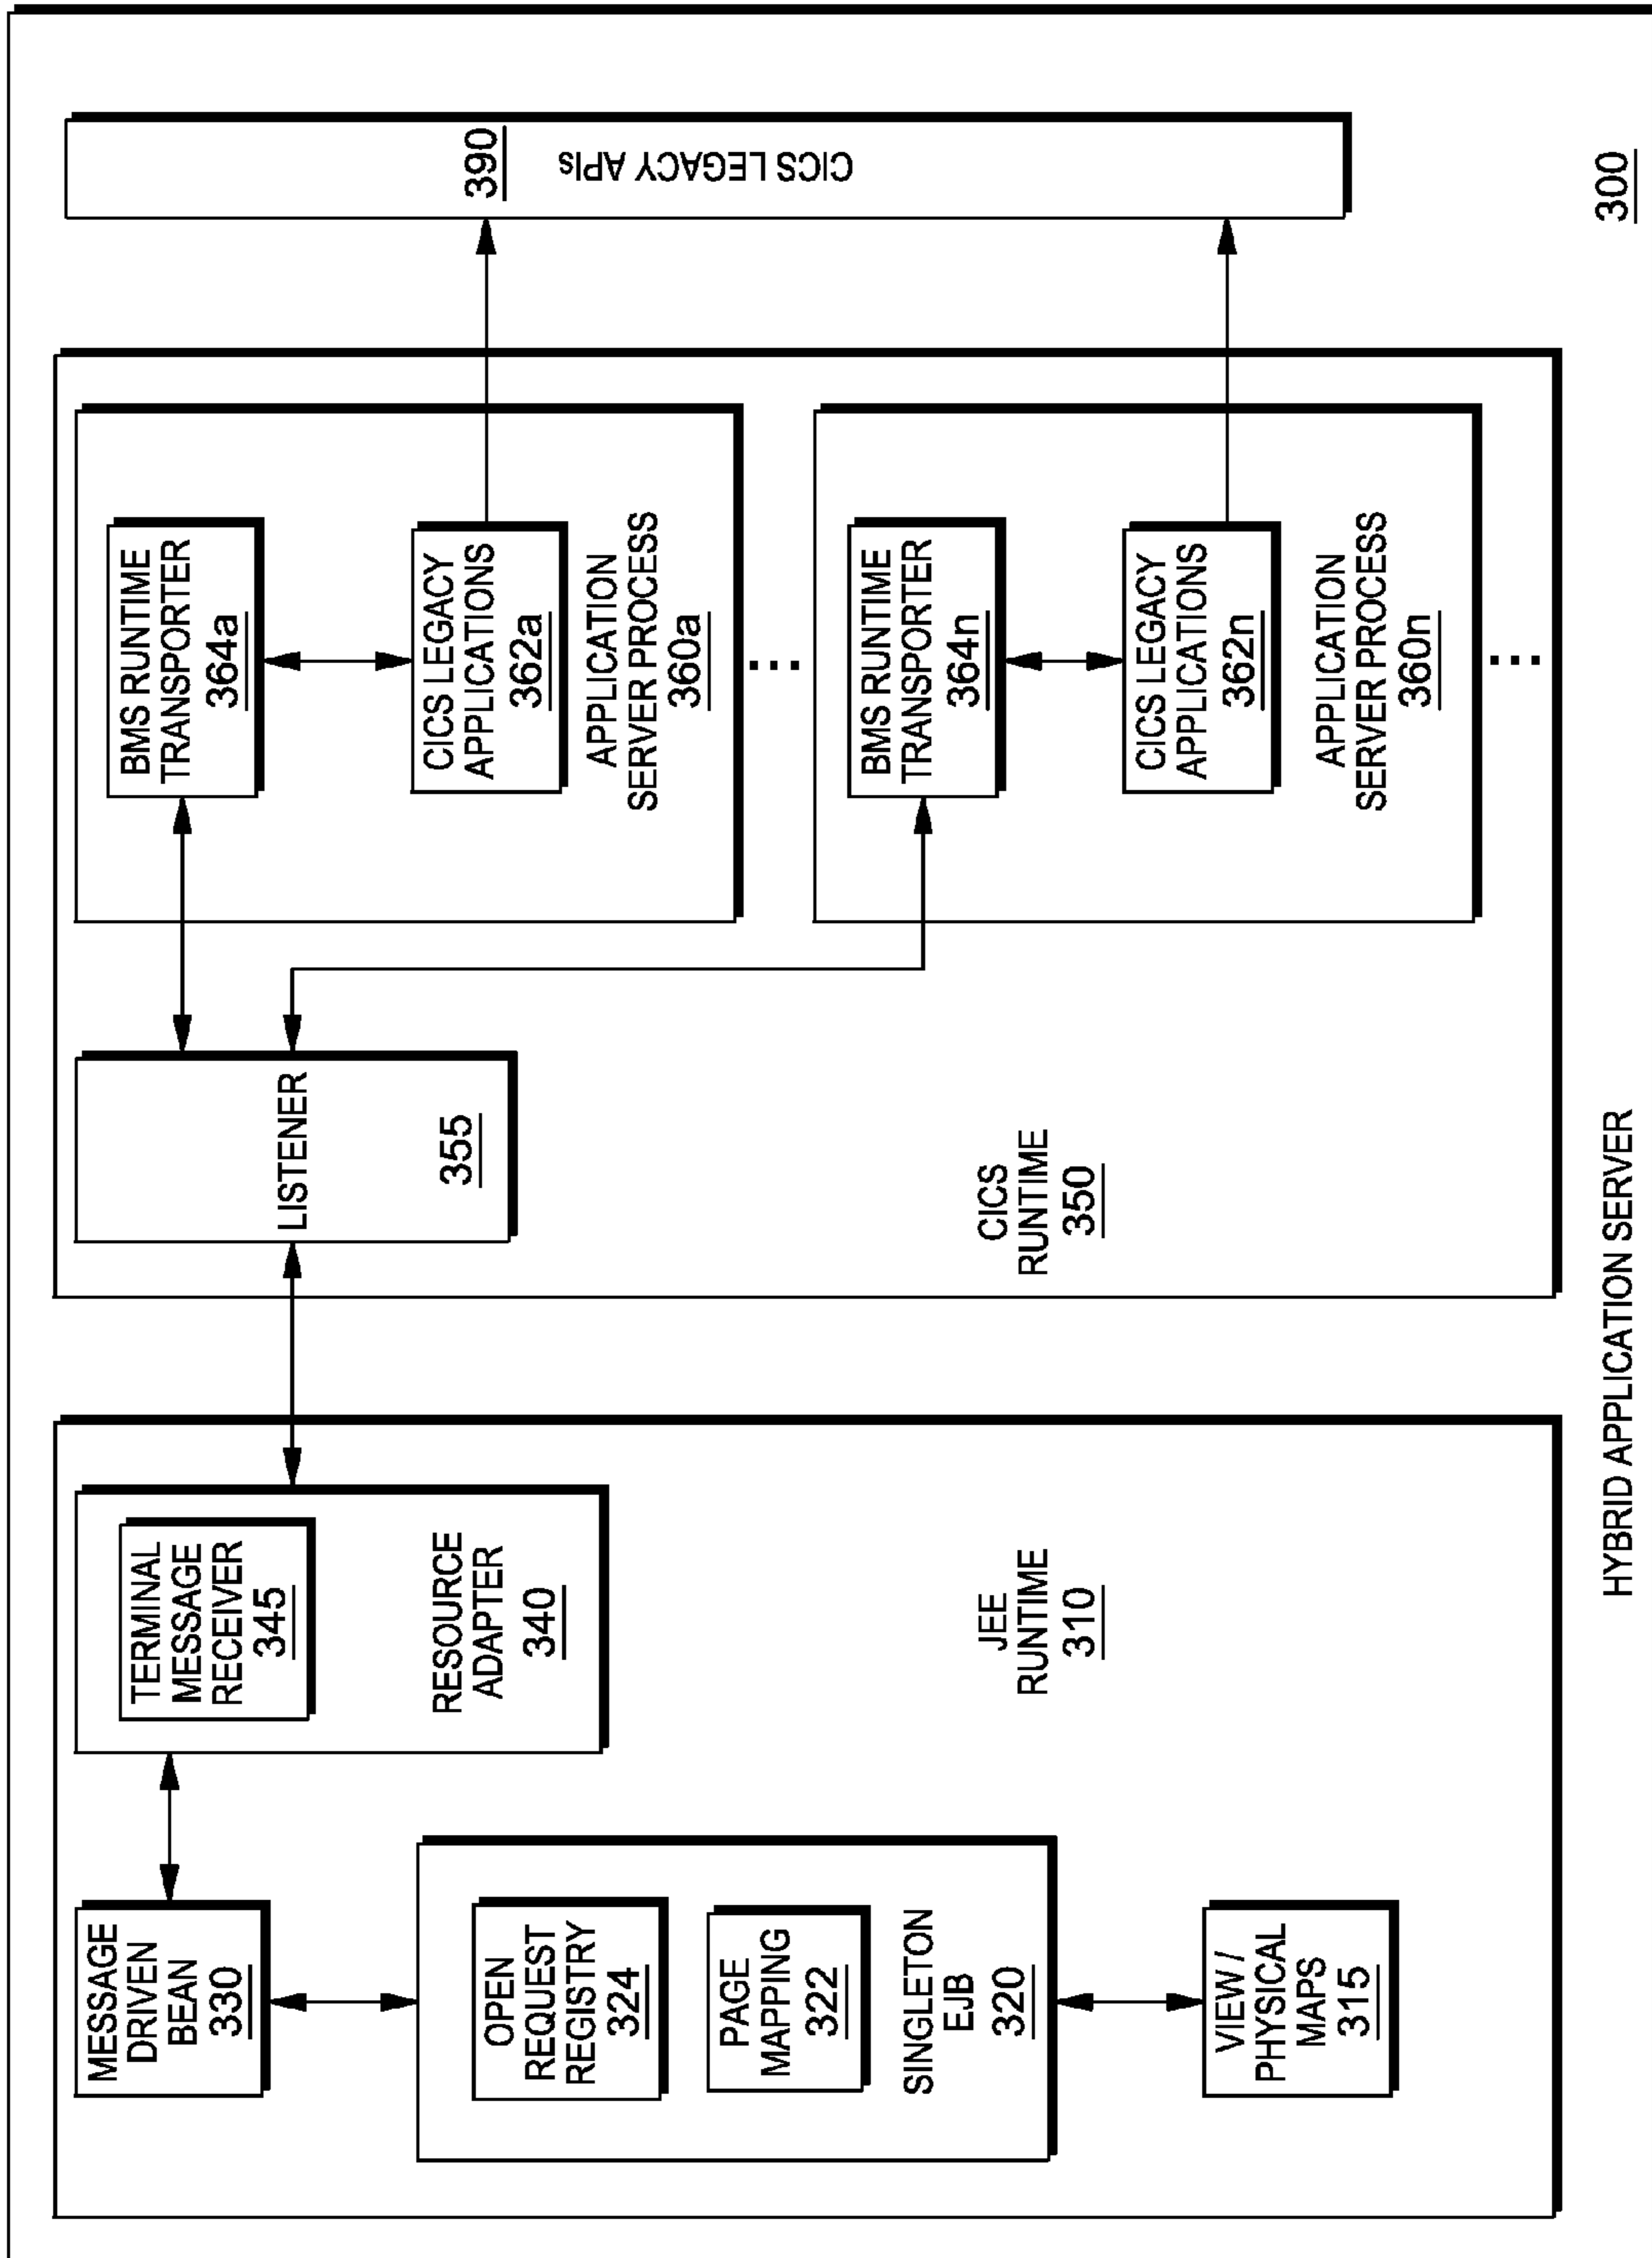 MESSAGE
DRIVEN
BEAN
330
OPEN
REQUEST
REGISTRY
324
PAGE
MAPPING
322
SINGLETON
EJB
320
VIEW /
PHYSICAL
MAPS
315
TERMINAL
MESSAGE
RECEIVER
345
RESOURCE
ADAPTER
340
JEE
RUNTIME
310
LISTENER
355
CICS
RUNTIME
350
BMS RUNTIME
TRANSPORTER
364a
CICS LEGACY
APPLICATIONS
362a
APPLICATION
SERVER PROCESS
360a
...
BMS RUNTIME
TRANSPORTER
364n
CICS LEGACY
APPLICATIONS
362n
APPLICATION
SERVER PROCESS
360n
...
390
CICS LEGACY APIs
HYBRID APPLICATION SERVER
300